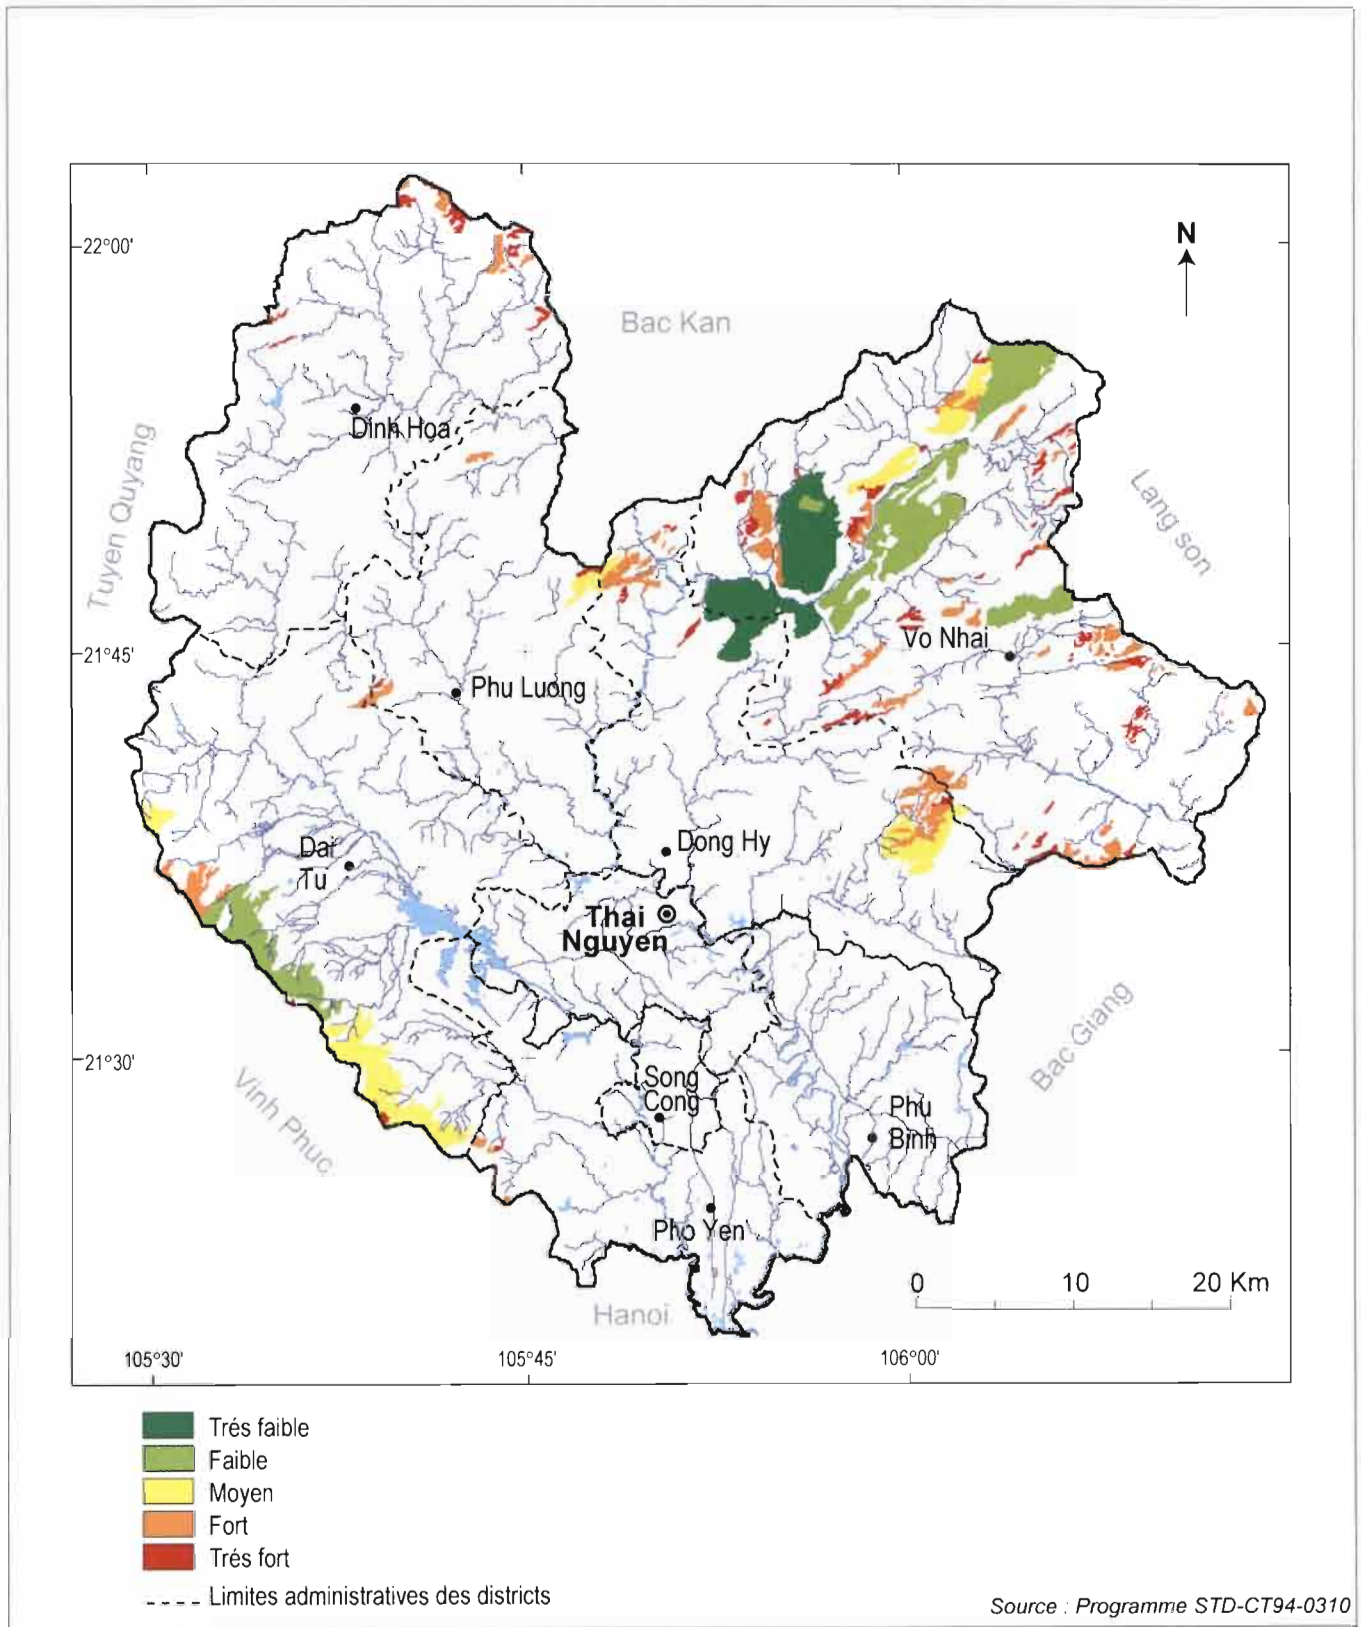 22°00'
N
Bac Kan
Dinh Hoa
Tuyen Quyang
Lang son
21°45'
Vo Nhai
Phu Luong
Dai
Tu
Dong Hy
Thai
Nguyen
21°30'
Vinh Phuc
Bac Giang
Song
Cong
Phu
Binh
Pho Yen
0 10 20 Km
Hanoi
105°30' 105°45' 106°00'
Trés faible
Faible
Moyen
Fort
Trés fort
Limites administratives des districts
Source : Programme STD-CT94-0310